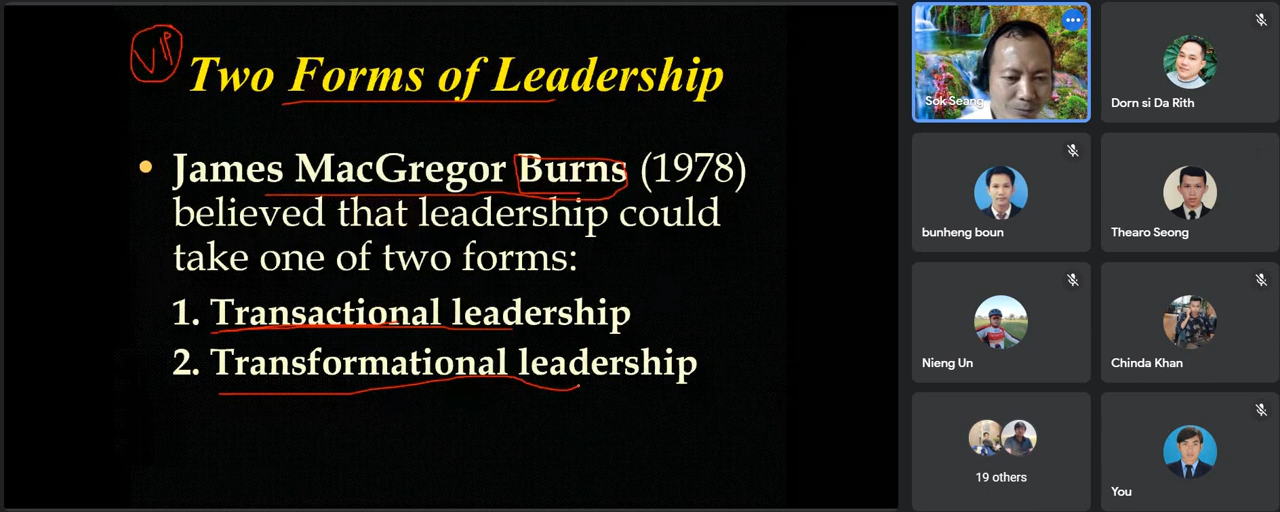 VIP
Two Forms of Leadership
• James MacGregor Burns (1978)
believed that leadership could
take one of two forms:
1. Transactional leadership
2. Transformational leadership
Sok Seang
Dorn si Da Rith
bunheng boun
Thearo Seong
Nieng Un
Chinda Khan
19 others
You